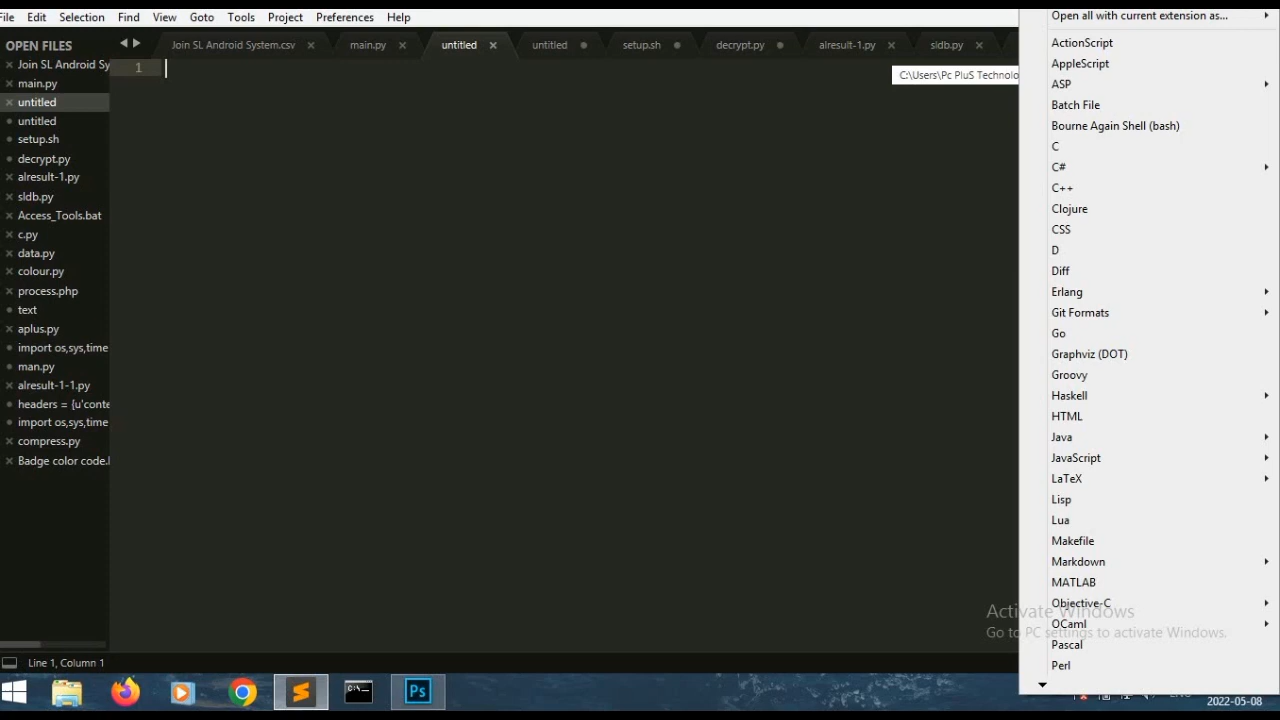 File Edit Selection Find View Goto Tools Project Preferences Help
OPEN FILES
Join SL Android Sy
main.py
untitled
untitled
setup.sh
decrypt.py
alresult-1.py
sldb.py
Access_Tools.bat
c.py
data.py
colour.py
process.php
text
aplus.py
import os,sys,time
man.py
alresult-1-1.py
headers = {u'conte
import os,sys,time
compress.py
Badge color code.
Join SL Android System.csv
main.py
untitled
untitled
setup.sh
decrypt.py
alresult-1.py
sldb.py
1
C:\Users\Pc PluS Technolo
Open all with current extension as...
ActionScript
AppleScript
ASP
Batch File
Bourne Again Shell (bash)
C
C#
C++
Clojure
CSS
D
Diff
Erlang
Git Formats
Go
Graphviz (DOT)
Groovy
Haskell
HTML
Java
JavaScript
LaTeX
Lisp
Lua
Makefile
Markdown
MATLAB
Objective-C
OCaml
Pascal
Perl
Activate Windows
Go to PC settings to activate Windows.
Line 1, Column 1
Ps
2022-05-08